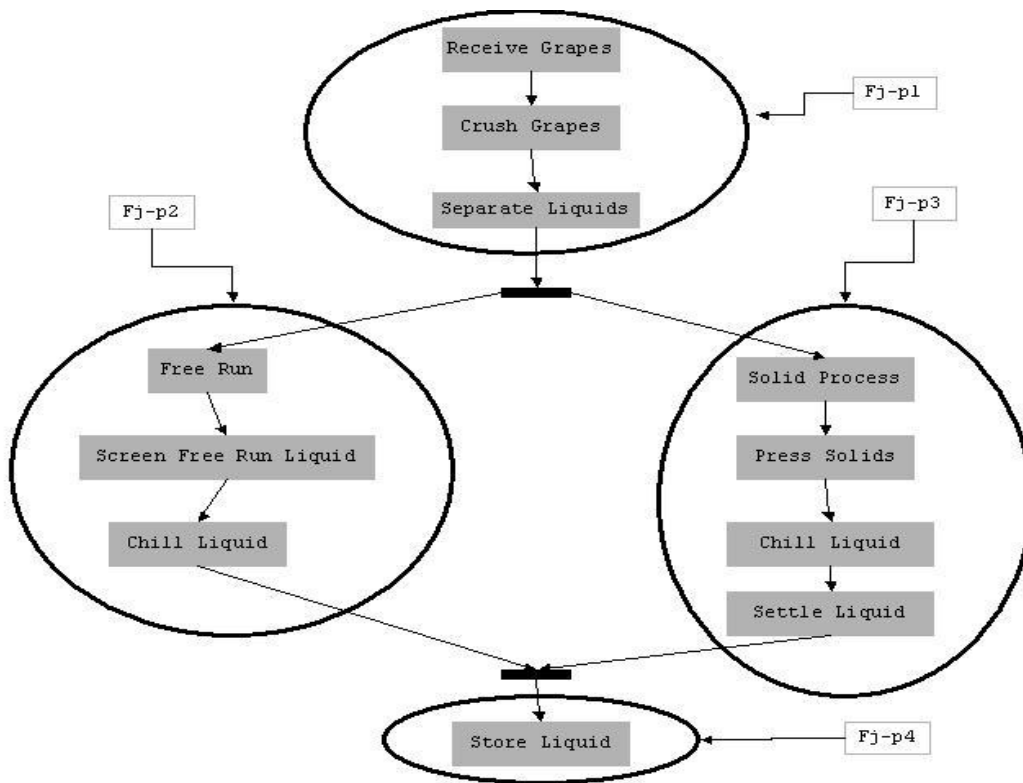 Receive Grapes
Fj-p1
Crush Grapes
Separate Liquids
Fj-p2
Fj-p3
Free Run
Solid Process
Screen Free Run Liquid
Press Solids
Chill Liquid
Chill Liquid
Settle Liquid
Store Liquid
Fj-p4